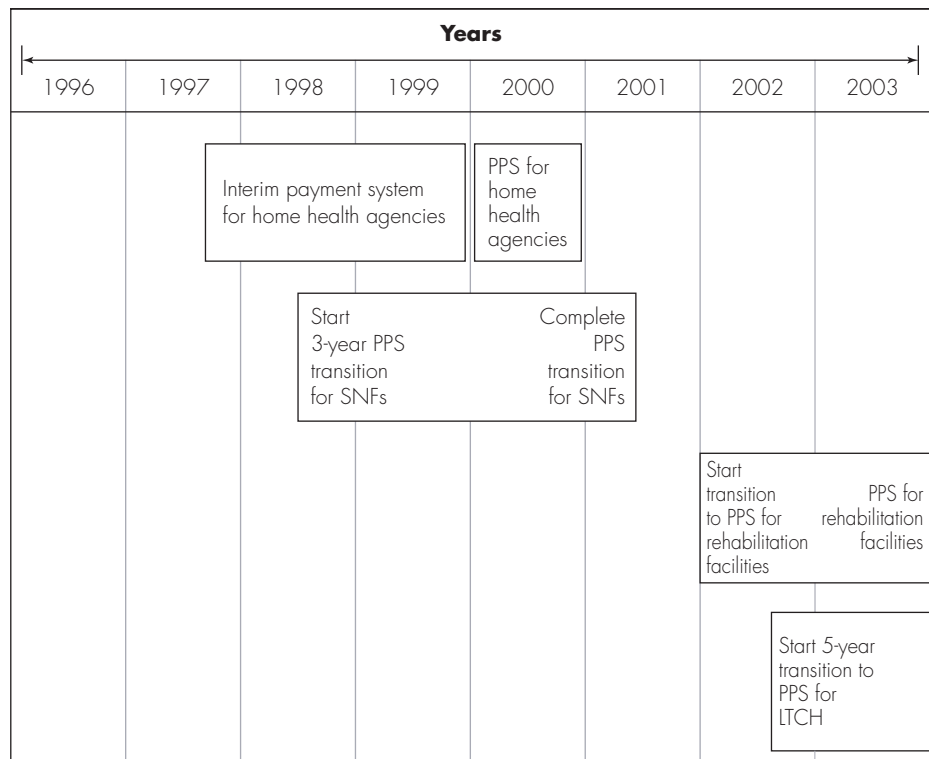 Years
1996 1997 1998 1999 2000 2001 2002 2003
Interim payment system
for home health agencies
PPS for
home
health
agencies
Start
3-year PPS
transition
for SNFs
Complete
PPS
transition
for SNFs
Start
transition
to PPS for
rehabilitation
facilities
PPS for
rehabilitation
facilities
Start 5-year
transition to
PPS for
LTCH